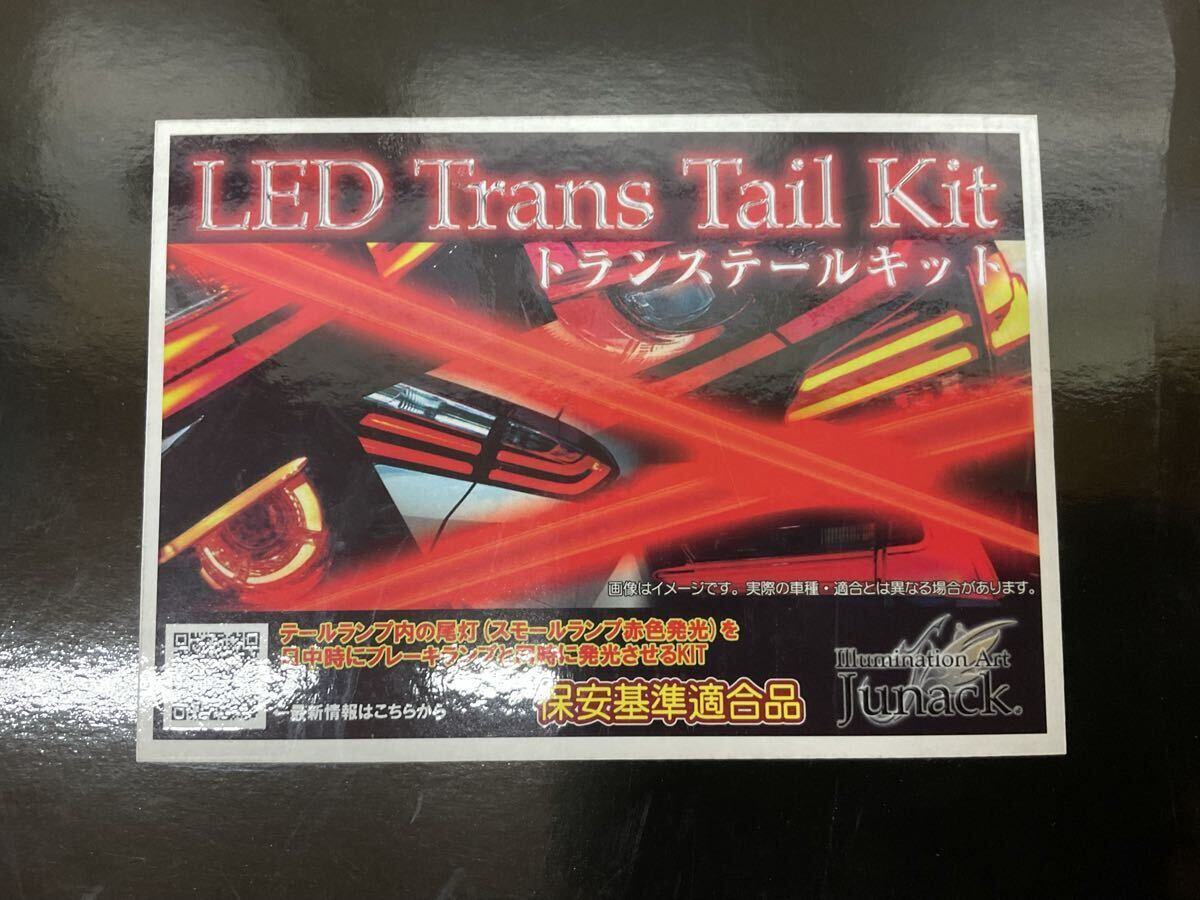 LED Trans Tail Kit
トランステールキット
画像はイメージです。実際の車種・適合とは異なる場合があります。
テールランプ内の尾灯(スモールランプ赤色発光)を
日中時にブレーキランプと同時に発光させるKIT
最新情報はこちらから
保安基準適合品
Illumination Art
Junack®